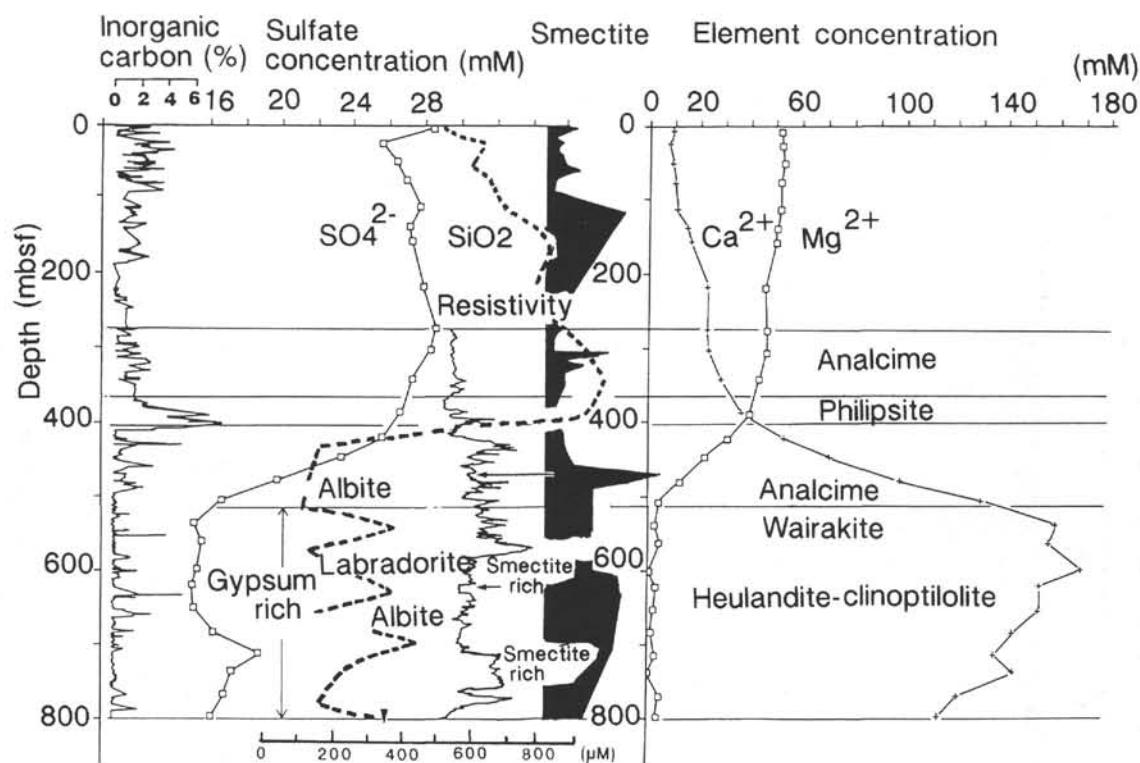 Inorganic
carbon (%)
Sulfate
concentration (mM)
Smectite
Element concentration
(mM)
0 2 4 6
16 20 24 28
0 20 60 100 140 180
0
200
400
600
800
Depth (mbsf)
SO4 2-
SiO2
Resistivity
Albite
Labradorite
Gypsum
rich
Albite
Smectite
rich
Smectite
rich
0
200
400
600
800
Ca2+
Mg2+
Analcime
Philipsite
Analcime
Wairakite
Heulandite-clinoptilolite
0 200 400 600 800 (μM)